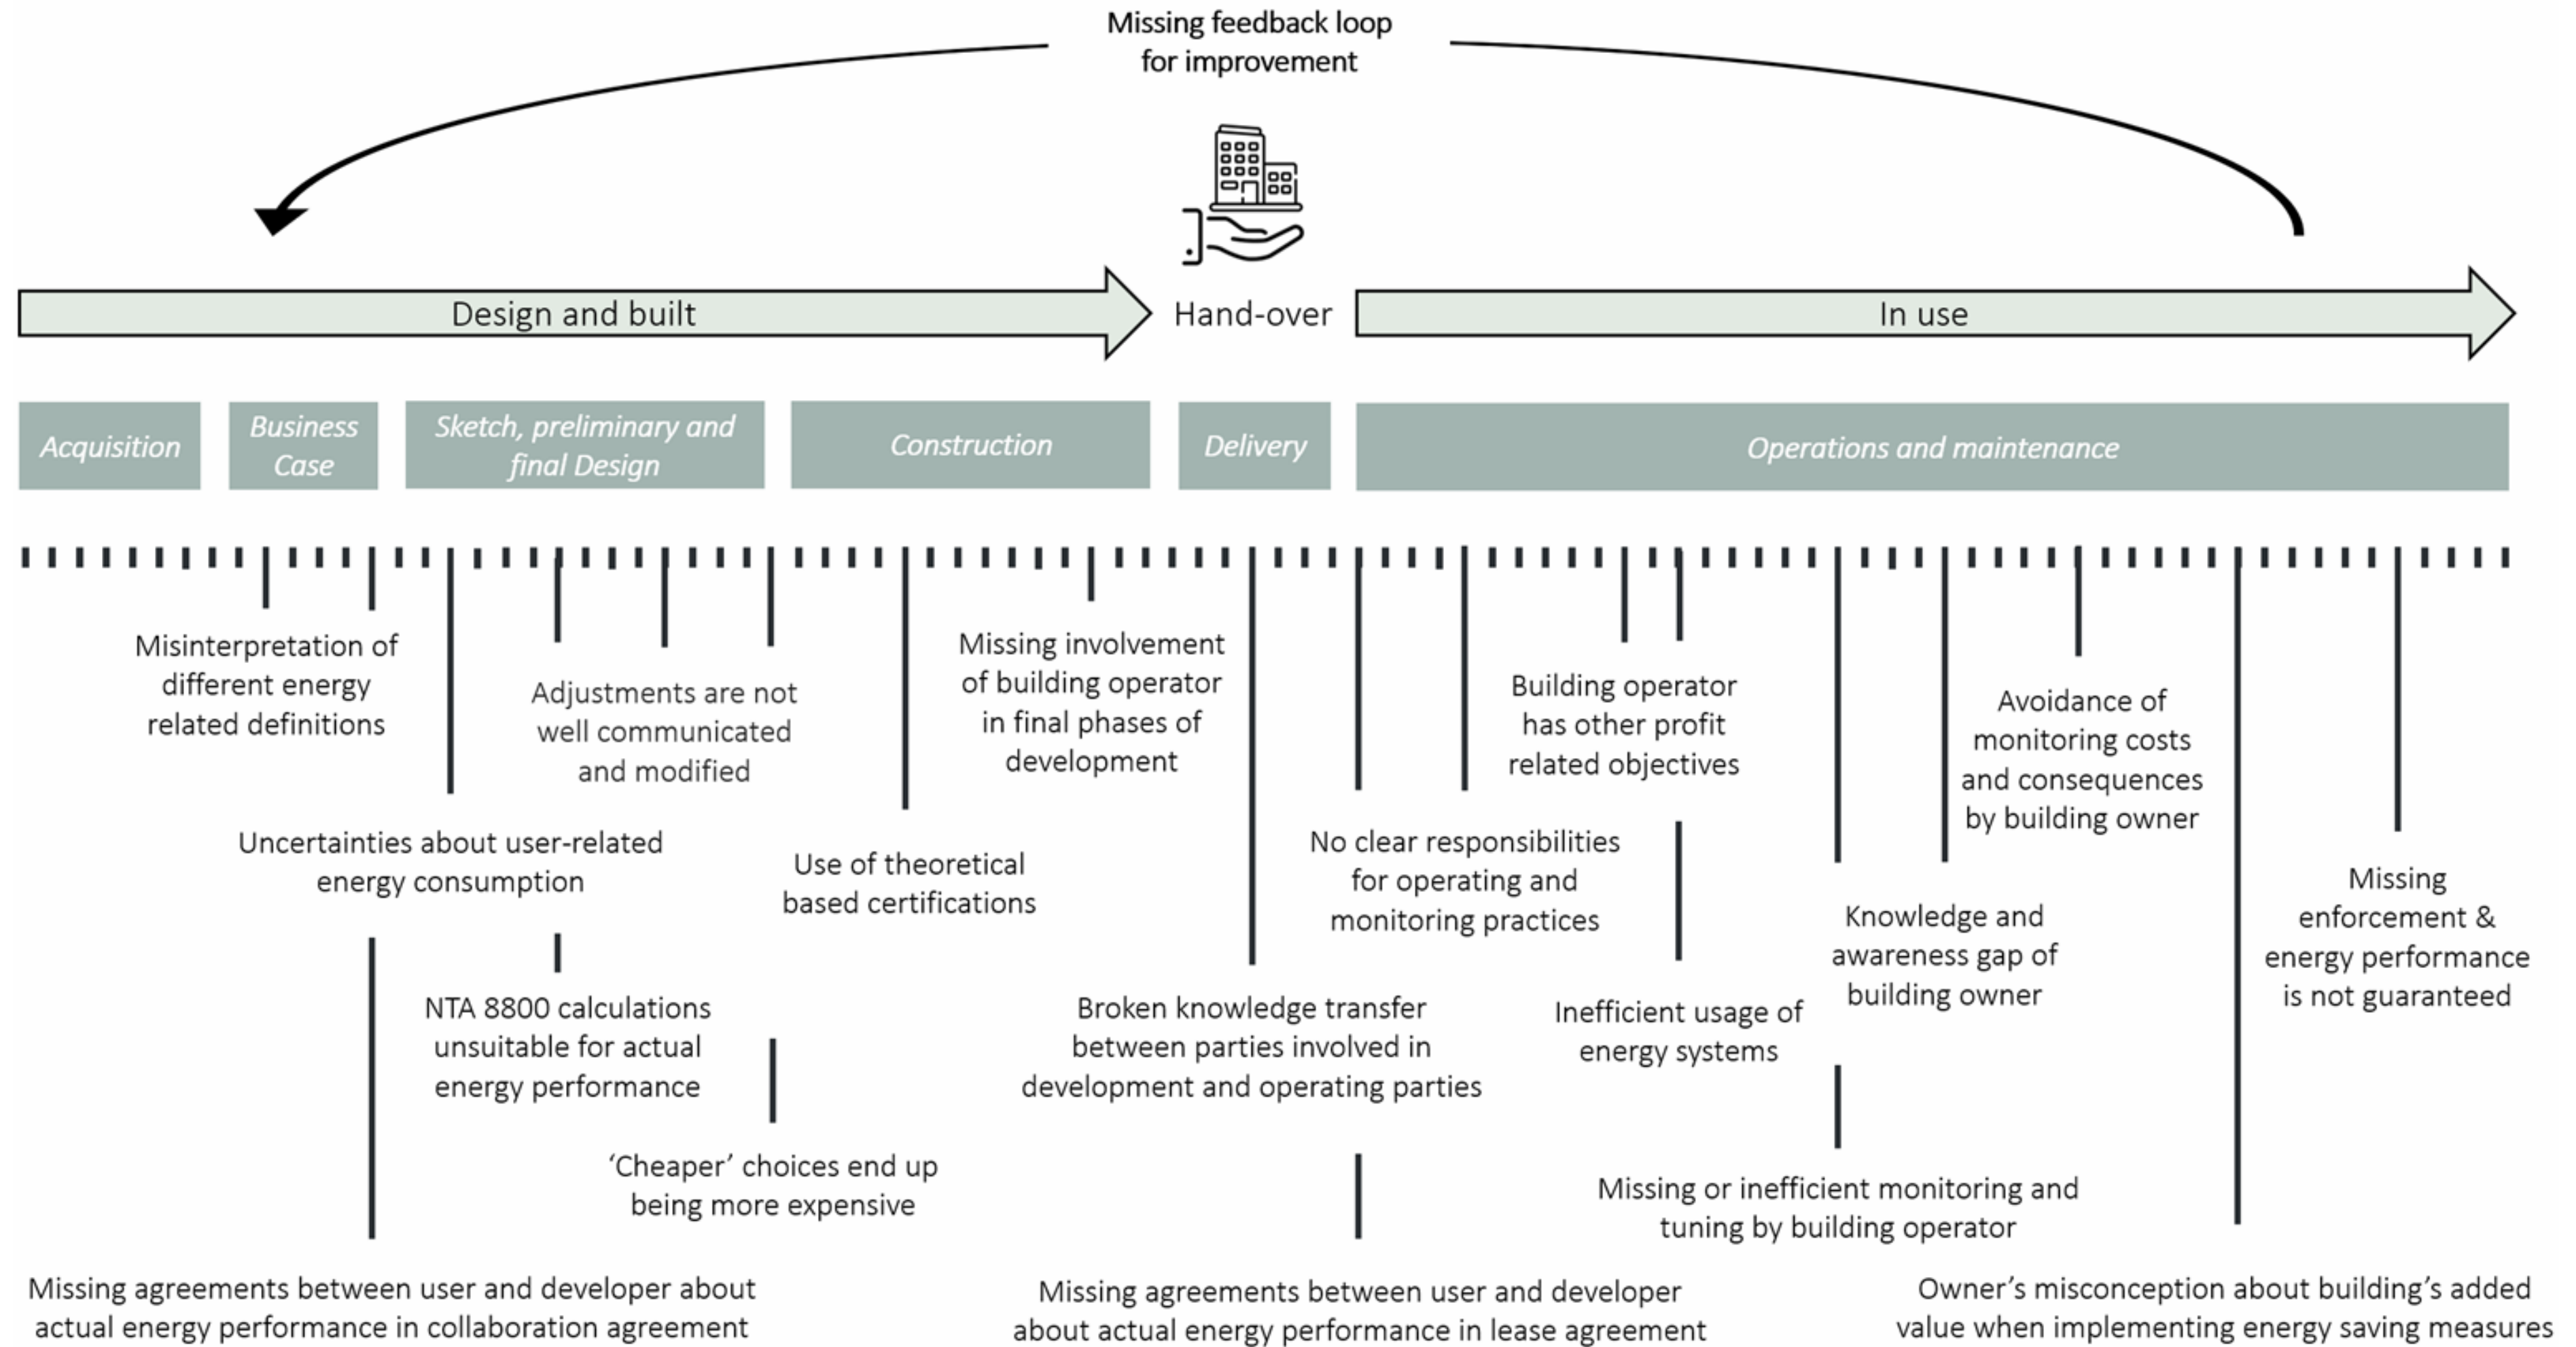 Missing feedback loop
for improvement
Design and built
Hand-over
In use
Acquisition
Business
Case
Sketch, preliminary and
final Design
Construction
Delivery
Operations and maintenance
Misinterpretation of
different energy
related definitions
Adjustments are not
well communicated
and modified
Missing involvement
of building operator
in final phases of
development
Building operator
has other profit
related objectives
Avoidance of
monitoring costs
and consequences
by building owner
Uncertainties about user-related
energy consumption
Use of theoretical
based certifications
No clear responsibilities
for operating and
monitoring practices
Knowledge and
awareness gap of
building owner
Missing
enforcement &
energy performance
is not guaranteed
NTA 8800 calculations
unsuitable for actual
energy performance
Broken knowledge transfer
between parties involved in
development and operating parties
Inefficient usage of
energy systems
‘Cheaper’ choices end up
being more expensive
Missing or inefficient monitoring and
tuning by building operator
Missing agreements between user and developer about
actual energy performance in collaboration agreement
Missing agreements between user and developer
about actual energy performance in lease agreement
Owner’s misconception about building’s added
value when implementing energy saving measures